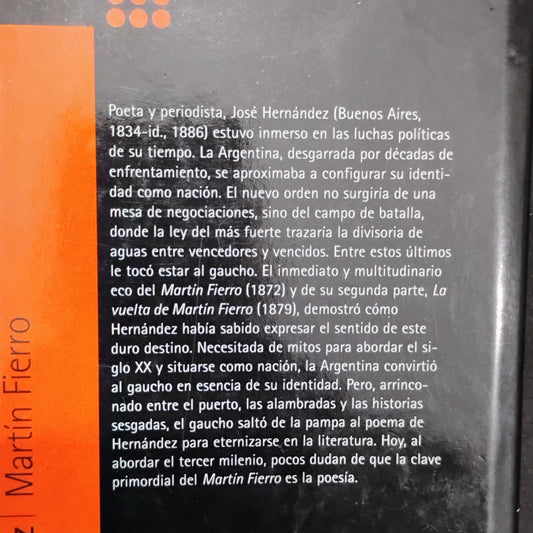 Poeta y periodista, José Hernández (Buenos Aires,
1834-id., 1886) estuvo inmerso en las luchas políticas
de su tiempo. La Argentina, desgarrada por décadas de
enfrentamiento, se aproximaba a configurar su identi-
dad como nación. El nuevo orden no surgiría de una
mesa de negociaciones, sino del campo de batalla,
donde la ley del más fuerte trazaría la divisoria de
aguas entre vencedores y vencidos. Entre estos últimos
le tocó estar al gaucho. El inmediato y multitudinario
eco del Martín Fierro (1872) y de su segunda parte, La
vuelta de Martín Fierro (1879), demostró cómo
Hernández había sabido expresar el sentido de este
duro destino. Necesitada de mitos para abordar el si-
glo XX y situarse como nación, la Argentina convirtió
al gaucho en esencia de su identidad. Pero, arrinco-
nado entre el puerto, las alambradas y las historias
sesgadas, el gaucho saltó de la pampa al poema de
Hernández para eternizarse en la literatura. Hoy, al
abordar el tercer milenio, pocos dudan de que la clave
primordial del Martín Fierro es la poesía.
z | Martín Fierro